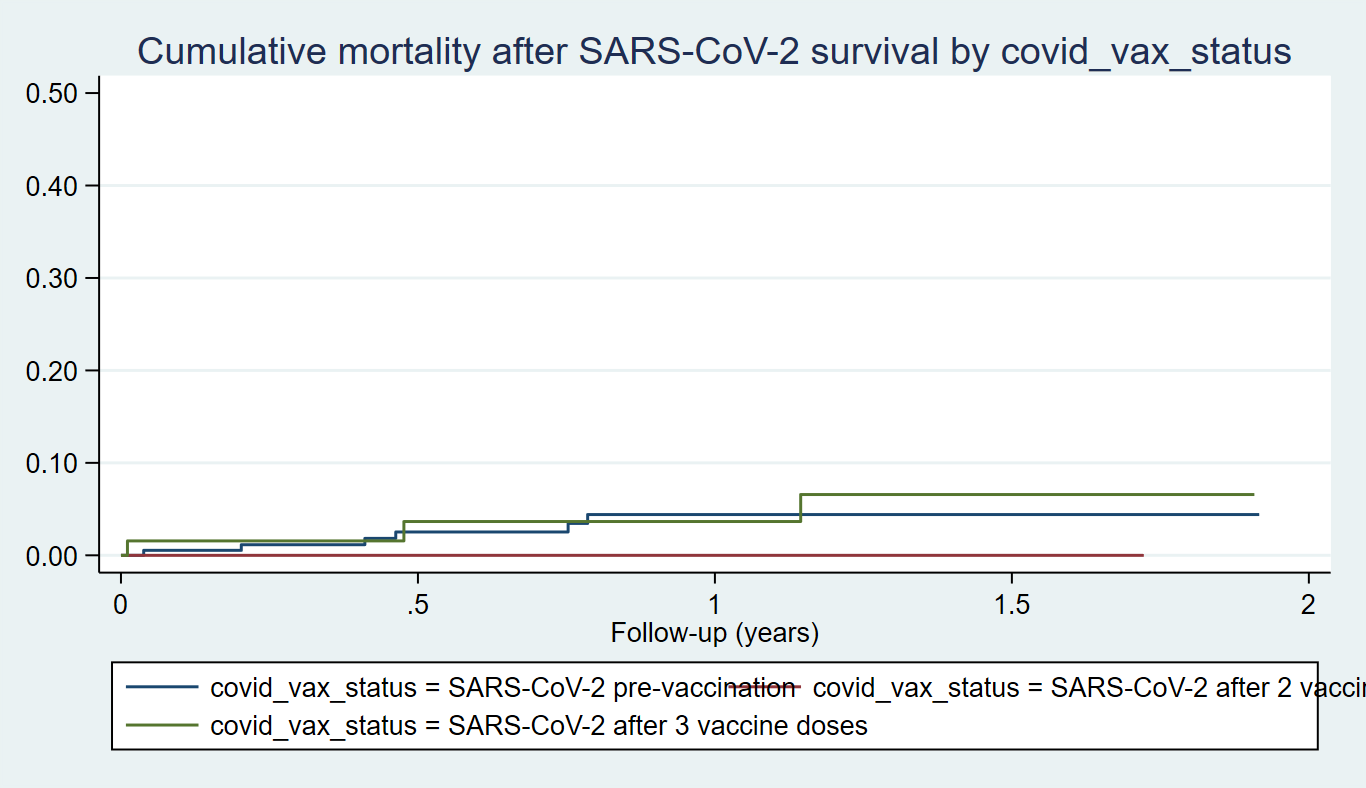 Cumulative mortality after SARS-CoV-2 survival by covid_vax_status
0.50
0.40
0.30
0.20
0.10
0.00
0 .5 1 1.5 2
Follow-up (years)
covid_vax_status = SARS-CoV-2 pre-vaccination covid_vax_status = SARS-CoV-2 after 2
covid_vax_status = SARS-CoV-2 after 3 vaccine doses